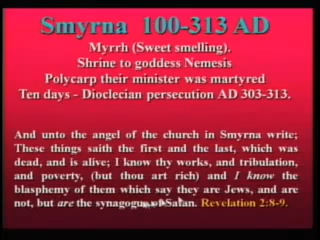 Smyrna 100-313 AD
Myrrh (Sweet smelling).
Shrine to goddess Nemesis
Polycarp their minister was martyred
Ten days - Dioclecian persecution AD 303-313.
And unto the angel of the church in Smyrna write;
These things saith the first and the last, which was
dead, and is alive; I know thy works, and tribulation,
and poverty, (but thou art rich) and I know the
blasphemy of them which say they are Jews, and are
not, but are the synagogue of Satan. Revelation 2:8-9.